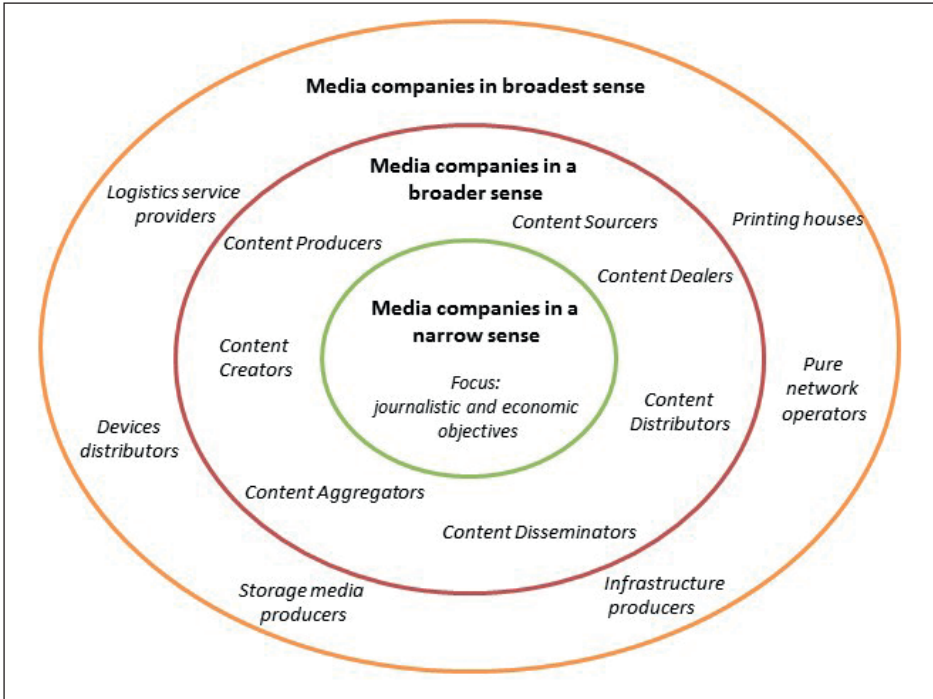 Media companies in broadest sense
Media companies in a
broader sense
Logistics service
providers
Content Producers
Content Sourcers
Printing houses
Content Dealers
Media companies in a
narrow sense
Focus:
journalistic and economic
objectives
Content
Creators
Content
Distributors
Pure
network
operators
Devices
distributors
Content Aggregators
Content Disseminators
Storage media
producers
Infrastructure
producers